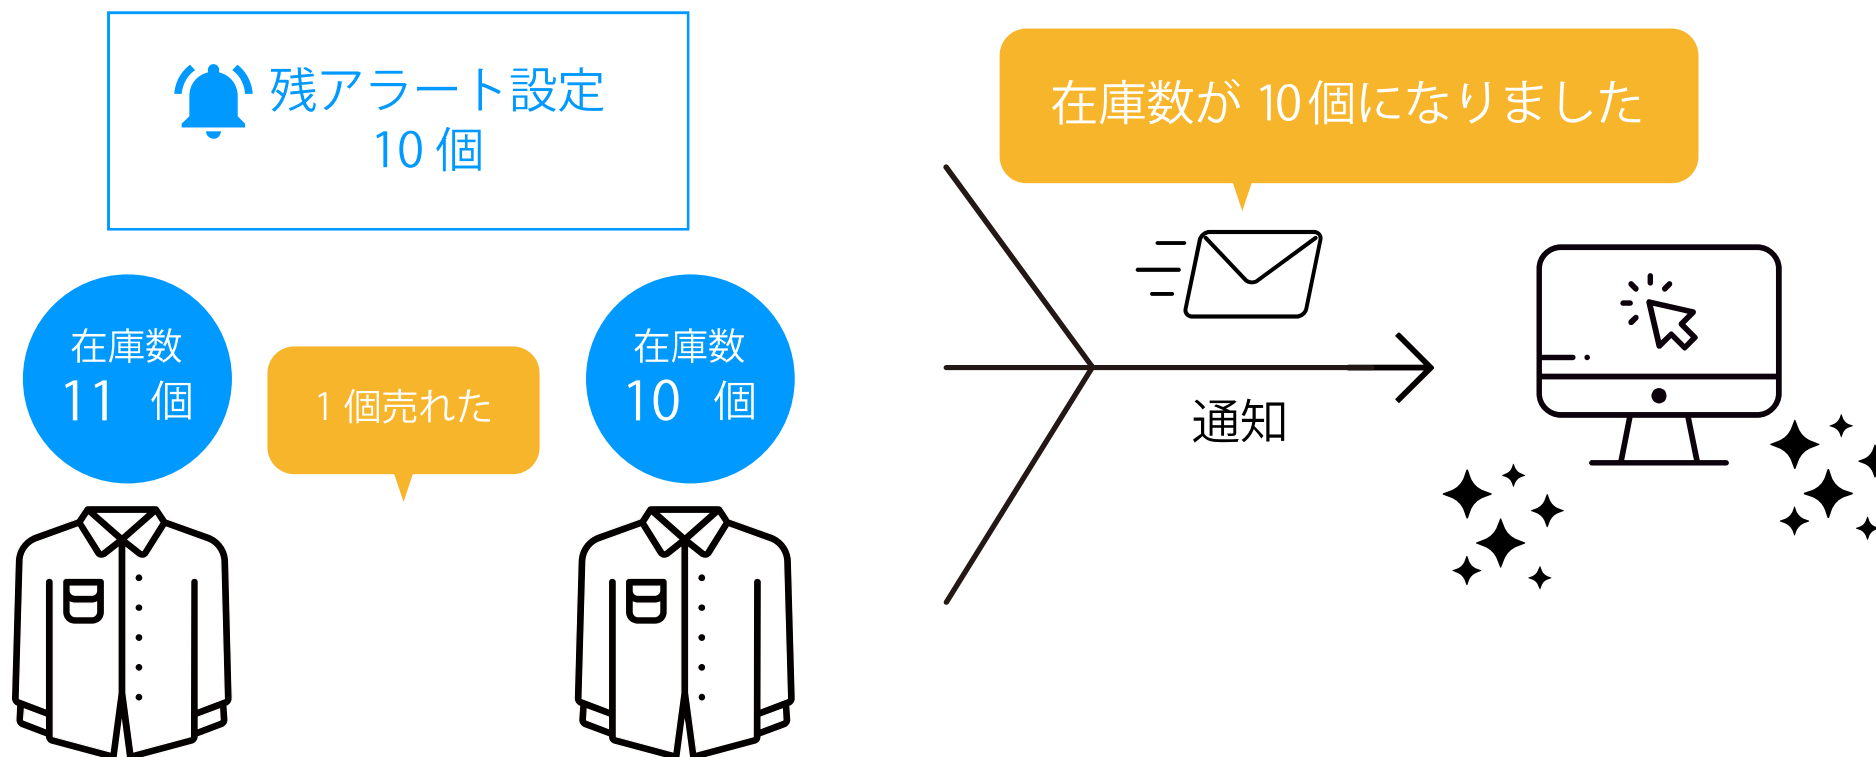 残アラート設定
10 個
在庫数が 10 個になりました
在庫数
11 個
1 個売れた
在庫数
10 個
通知